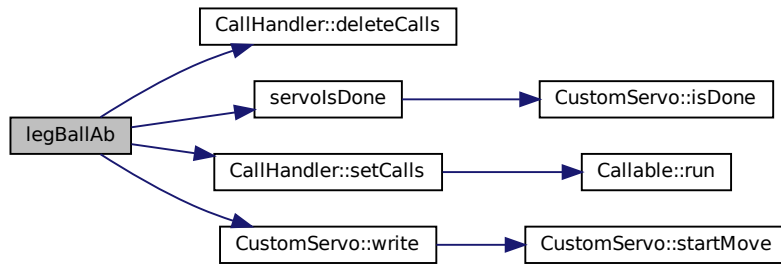 CallHandler::deleteCalls
servoIsDone
CustomServo::isDone
legBallAb
CallHandler::setCalls
Callable::run
CustomServo::write
CustomServo::startMove